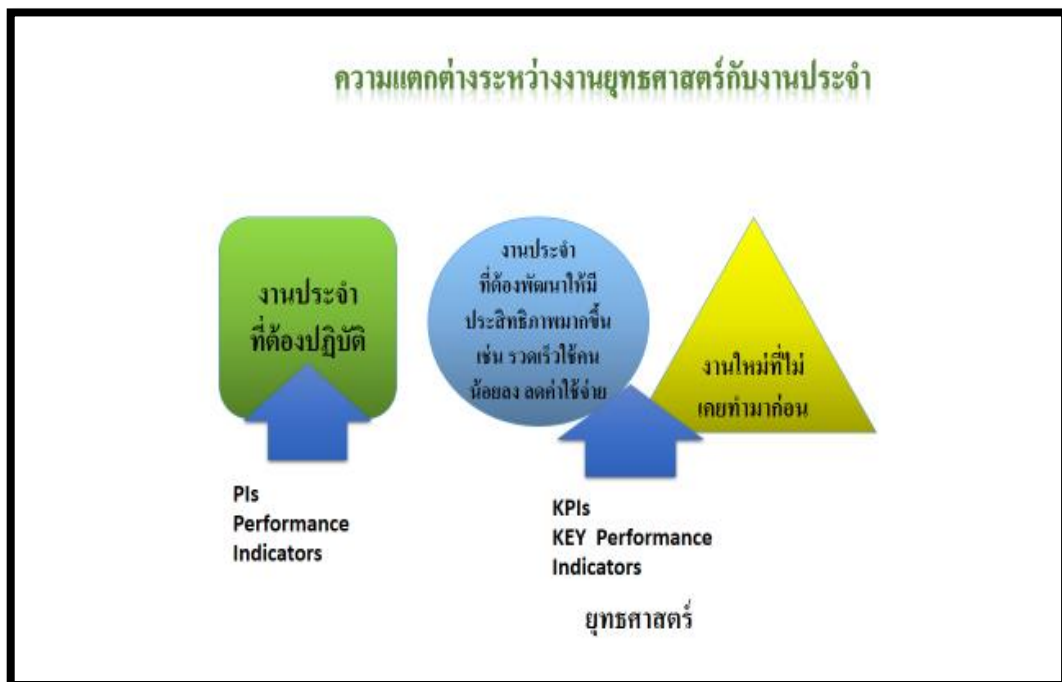 ความแตกต่างระหว่างงานยุทธศาสตร์กับงานประจำ
งานประจำ
ที่ต้องปฏิบัติ
งานประจำ
ที่ต้องพัฒนาให้มี
ประสิทธิภาพมากขึ้น
เช่น รวดเร็วใช้คน
น้อยลง ลดค่าใช้จ่าย
งานใหม่ที่ไม่
เคยทำมาก่อน
PIs
Performance
Indicators
KPIs
KEY Performance
Indicators
ยุทธศาสตร์